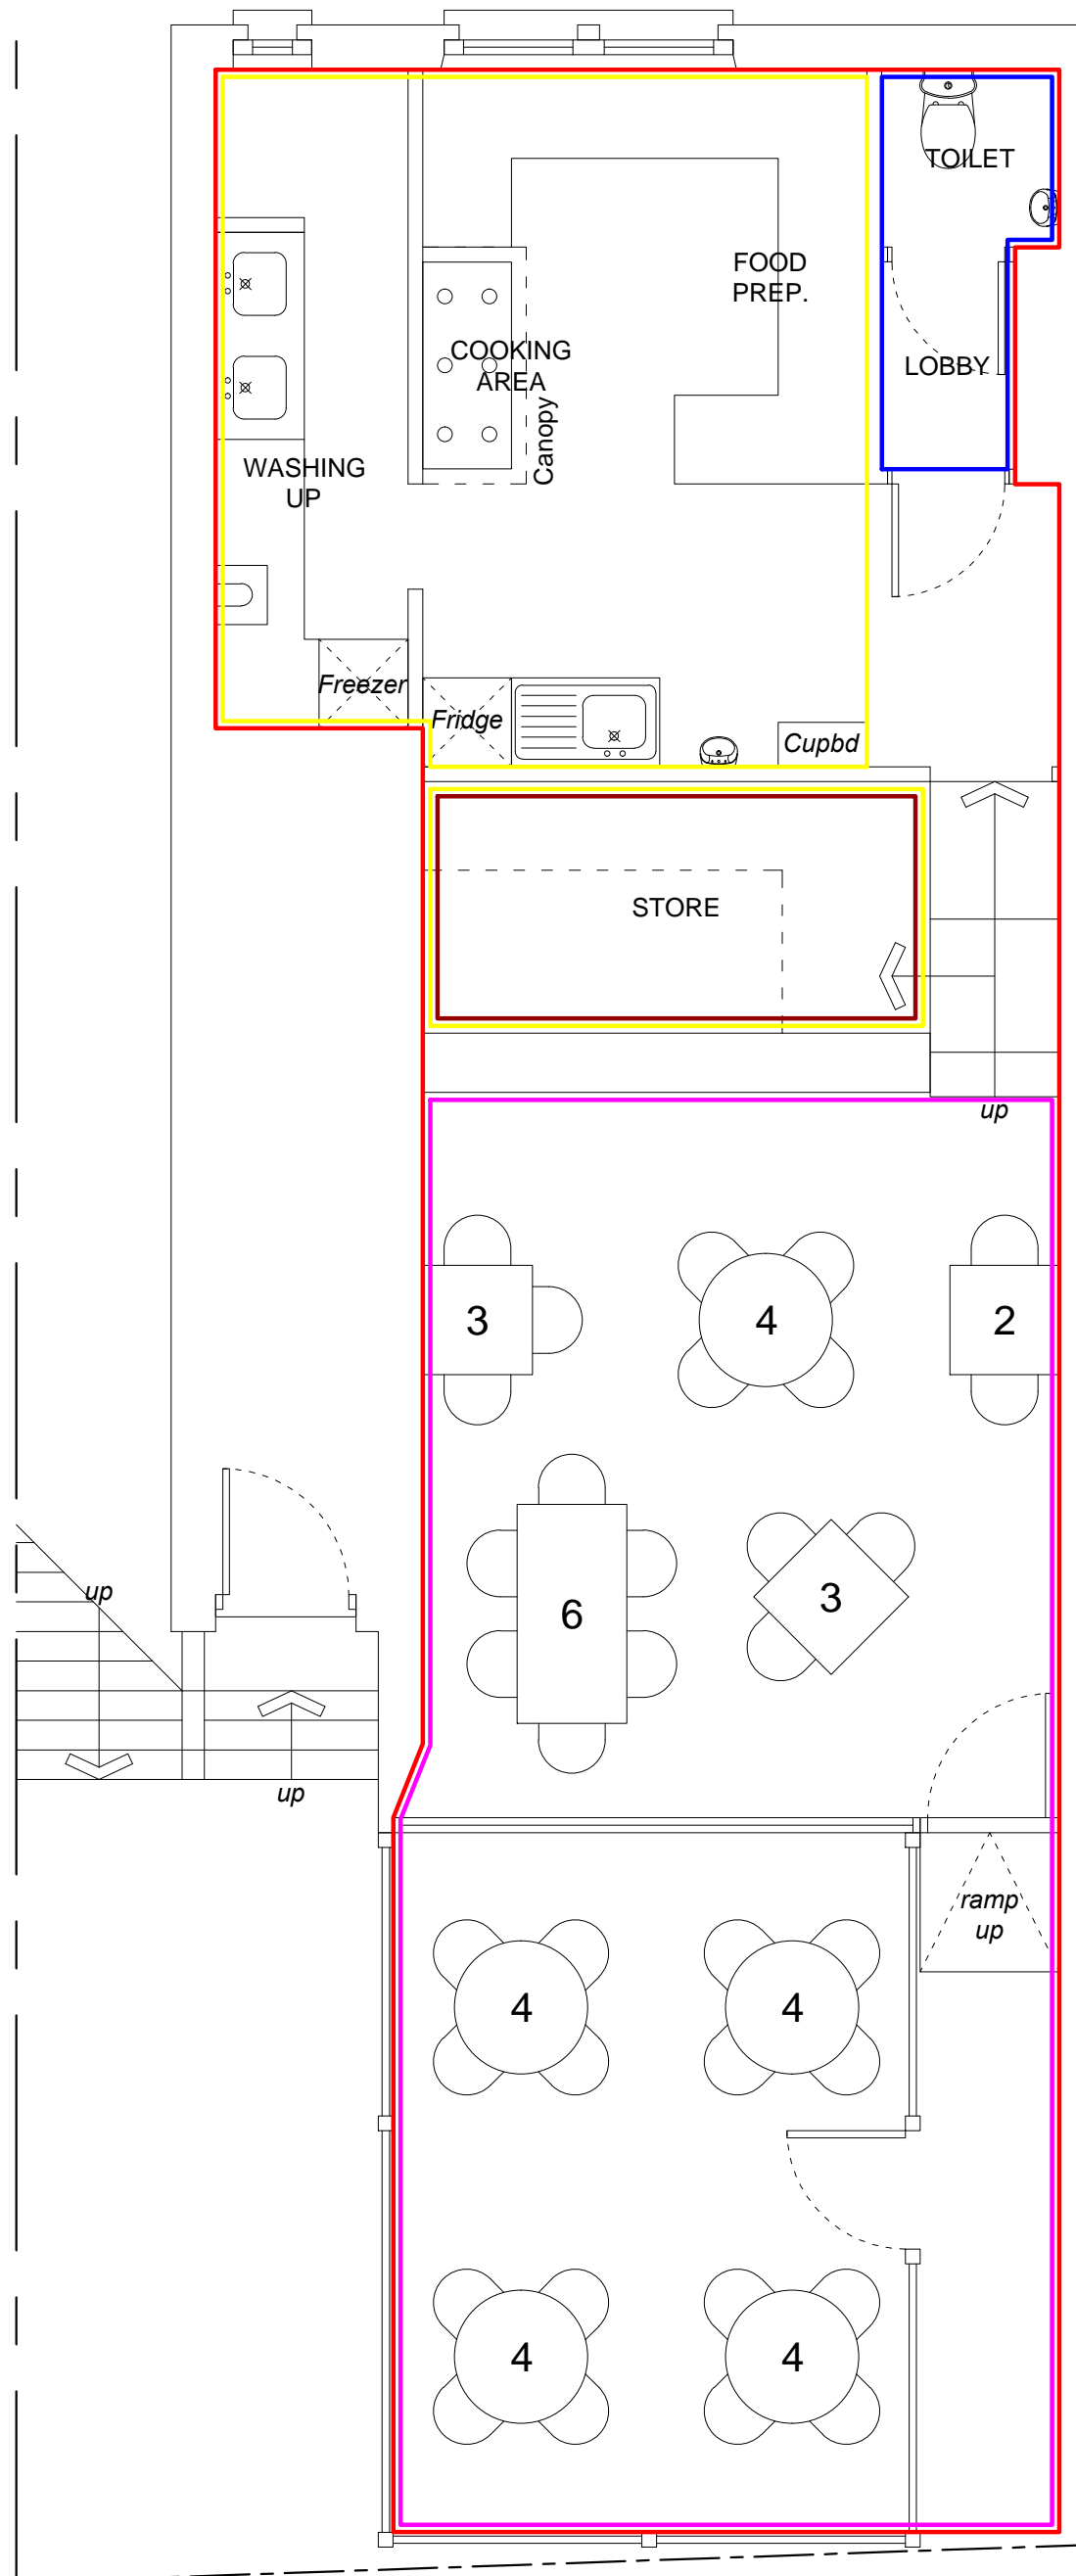 TOILET
FOOD
PREP.
COOKING
AREA
LOBBY
Canopy
WASHING
UP
Freezer
Fridge
Cupbd
STORE
up
3
4
2
6
3
up
up
ramp
up
4
4
4
4